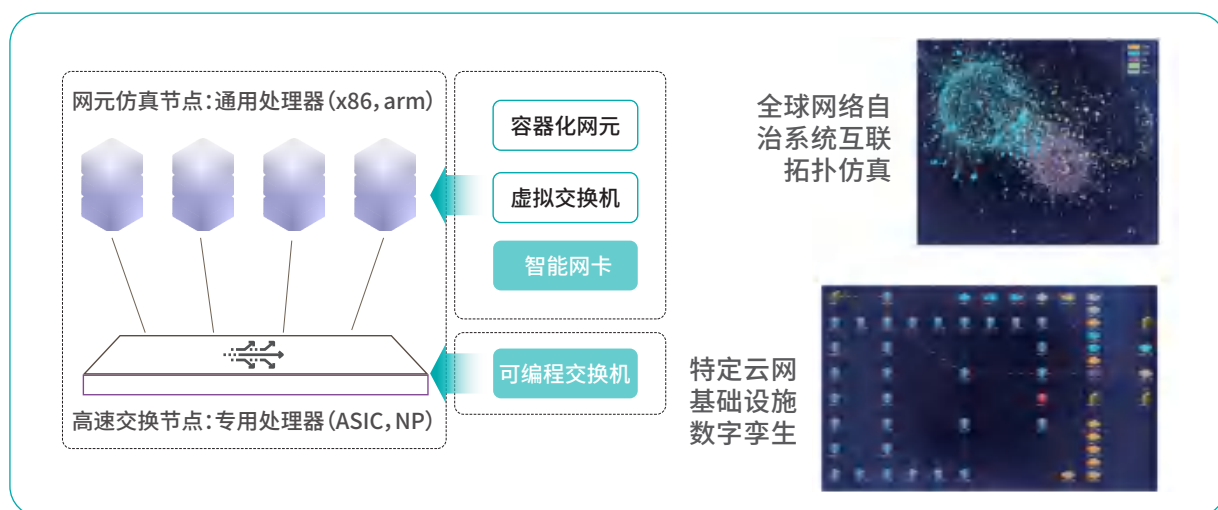 网元仿真节点：通用处理器（x86，arm）
容器化网元
虚拟交换机
智能网卡
可编程交换机
高速交换节点：专用处理器（ASIC，NP）
全球网络自
治系统互联
拓扑仿真
特定云网
基础设施
数字孪生